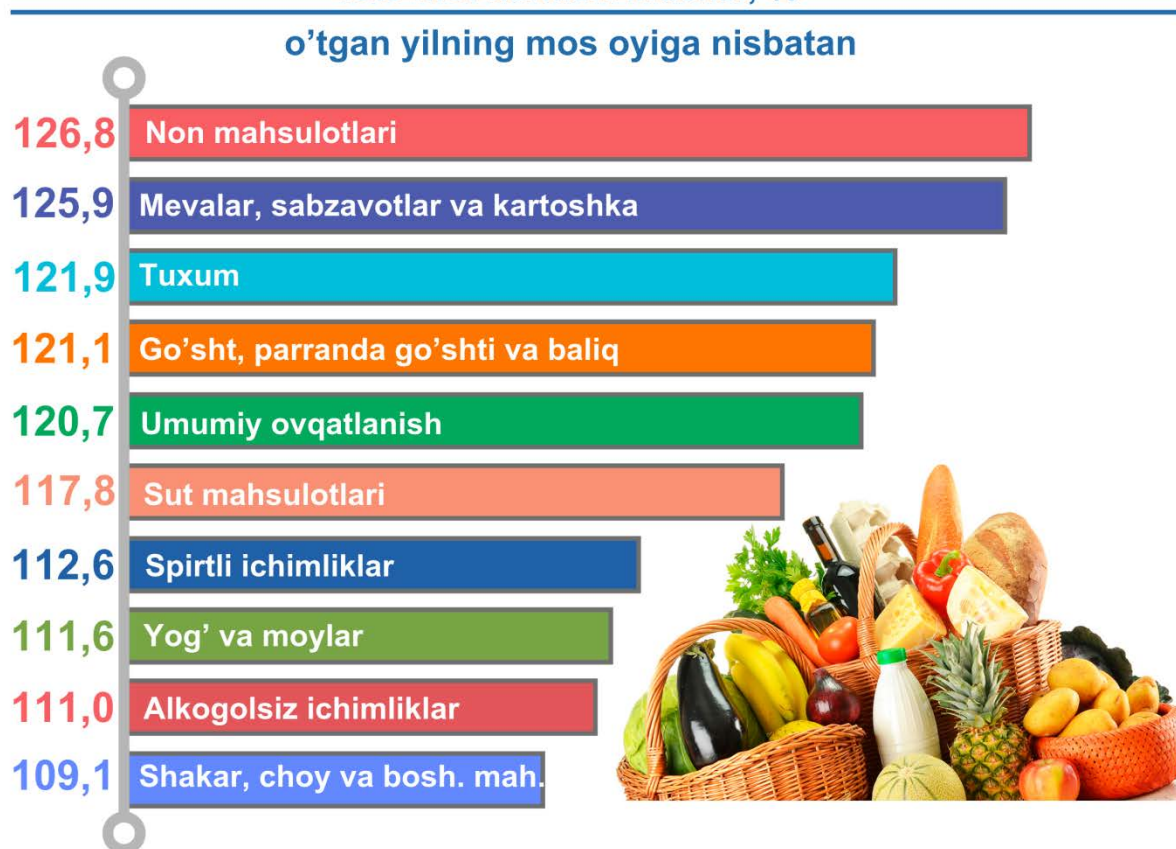 o’tgan yilning mos oyiga nisbatan
126,8 Non mahsulotlari
125,9 Mevalar, sabzavotlar va kartoshka
121,9 Tuxum
121,1 Go’sht, parranda go’shti va baliq
120,7 Umumiy ovqatlanish
117,8 Sut mahsulotlari
112,6 Spirtli ichimliklar
111,6 Yog’ va moylar
111,0 Alkogolsiz ichimliklar
109,1 Shakar, choy va bosh. mah.